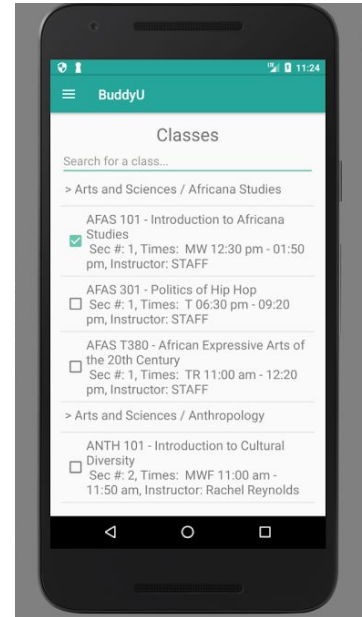 11:24
BuddyU
Classes
Search for a class...
> Arts and Sciences / Africana Studies
AFAS 101 - Introduction to Africana
Studies
Sec #: 1, Times: MW 12:30 pm - 01:50
pm, Instructor: STAFF
AFAS 301 - Politics of Hip Hop
Sec #: 1, Times: T 06:30 pm - 09:20
pm, Instructor: STAFF
AFAS T380 - African Expressive Arts of
the 20th Century
Sec #: 1, Times: TR 11:00 am - 12:20
pm, Instructor: STAFF
> Arts and Sciences / Anthropology
ANTH 101 - Introduction to Cultural
Diversity
Sec #: 2, Times: MWF 11:00 am -
11:50 am, Instructor: Rachel Reynolds